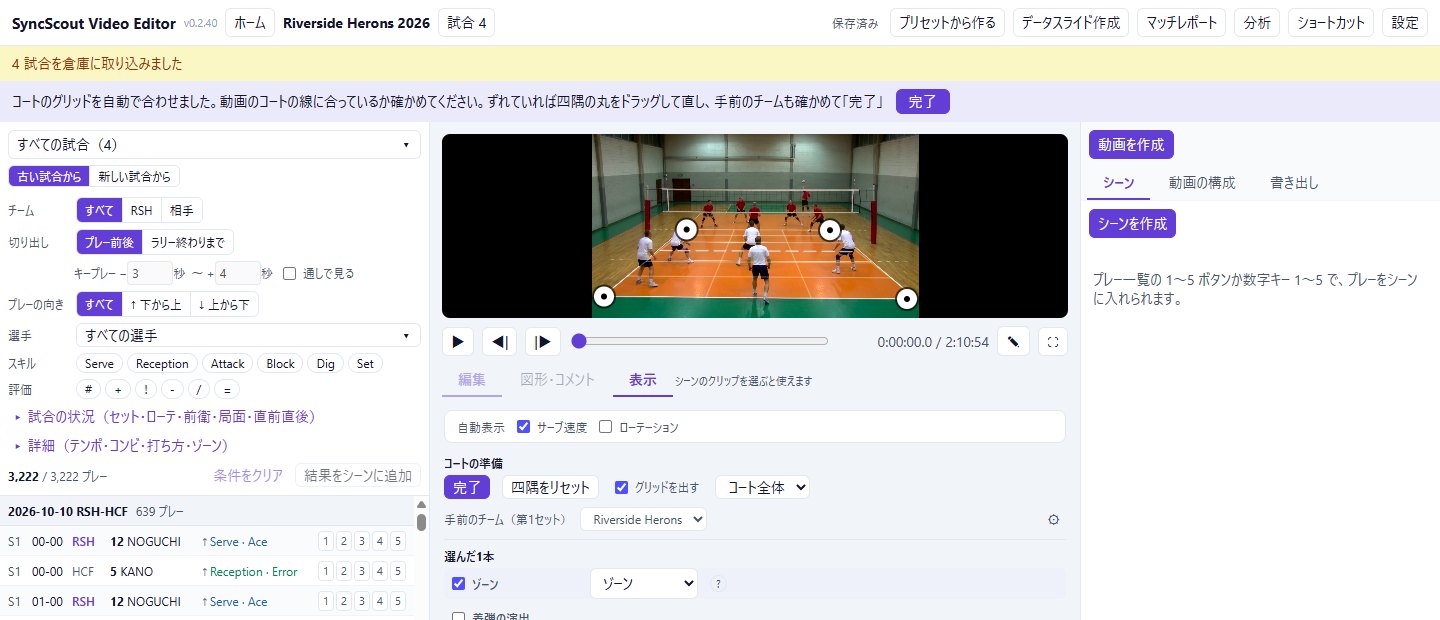 SyncScout Video Editor v0.2.40 ホーム Riverside Herons 2026 試合 4 保存済み プリセットから作る データスライド作成 マッチレポート 分析 ショートカット 設定
4 試合を倉庫に取り込みました
コートのグリッドを自動で合わせました。動画のコートの線に合っているか確かめてください。ずれていれば四隅の丸をドラッグして直し、手前のチームも確かめて「完了」 完了
すべての試合（4）
古い試合から 新しい試合から
チーム すべて RSH 相手
切り出し プレー前後 ラリー終わりまで
キープレー − 3 秒 〜 + 4 秒 通しで見る
プレーの向き すべて ↑ 下から上 ↓ 上から下
選手 すべての選手
スキル Serve Reception Attack Block Dig Set
評価 # + ! - / =
試合の状況（セット・ローテ・前衛・局面・直前直後）
詳細（テンポ・コンビ・打ち方・ゾーン）
3,222 / 3,222 プレー 条件をクリア 結果をシーンに追加
2026-10-10 RSH-HCF 639 プレー
S1 00-00 RSH 12 NOGUCHI ↑ Serve · Ace 1 2 3 4 5
S1 00-00 HCF 5 KANO ↑ Reception · Error 1 2 3 4 5
S1 01-00 RSH 12 NOGUCHI ↑ Serve · Ace 1 2 3 4 5
0:00:00.0 / 2:10:54
編集 図形・コメント 表示 シーンのクリップを選ぶと使えます
自動表示 サーブ速度 ローテーション
コートの準備
完了 四隅をリセット グリッドを出す コート全体
手前のチーム（第1セット） Riverside Herons
選んだ1本
ゾーン ゾーン ?
着弾の演出
動画を作成
シーン 動画の構成 書き出し
シーンを作成
プレー一覧の 1〜5 ボタンか数字キー 1〜5 で、プレーをシーン
に入れられます。